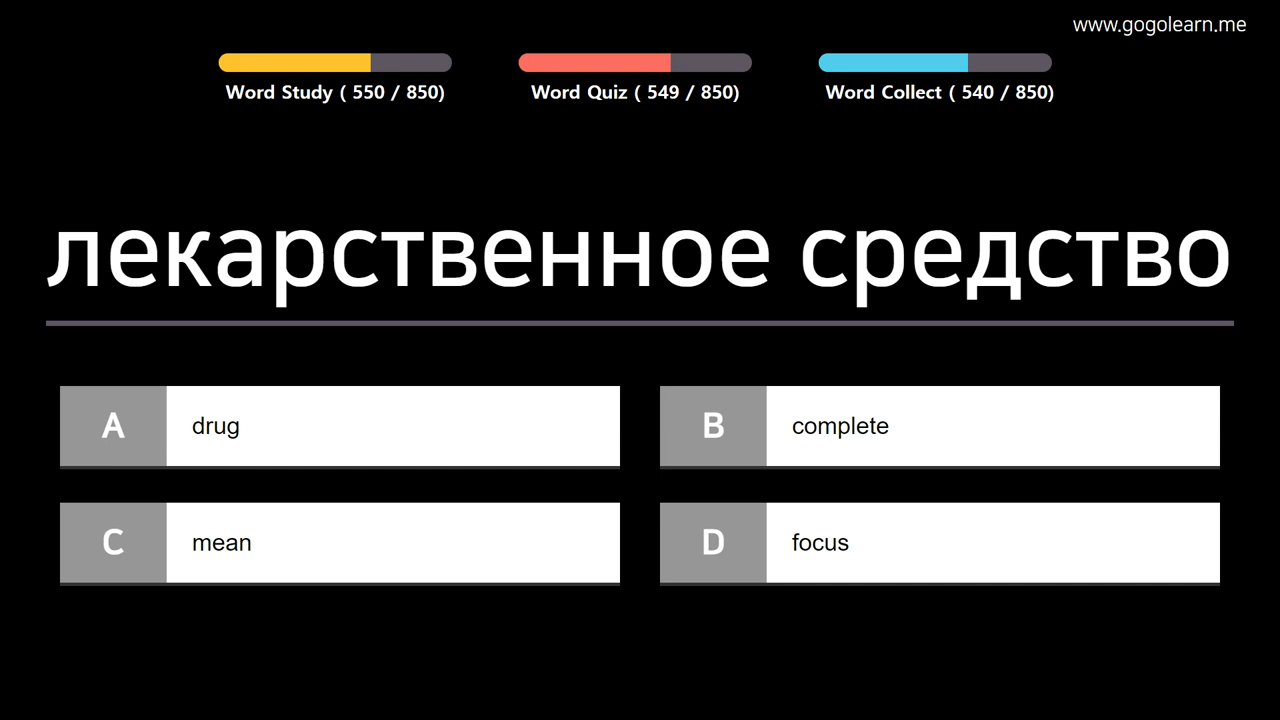 www.gogolearn.me
Word Study ( 550 / 850)
Word Quiz ( 549 / 850)
Word Collect ( 540 / 850)
лекарственное средство
A
drug
B
complete
C
mean
D
focus